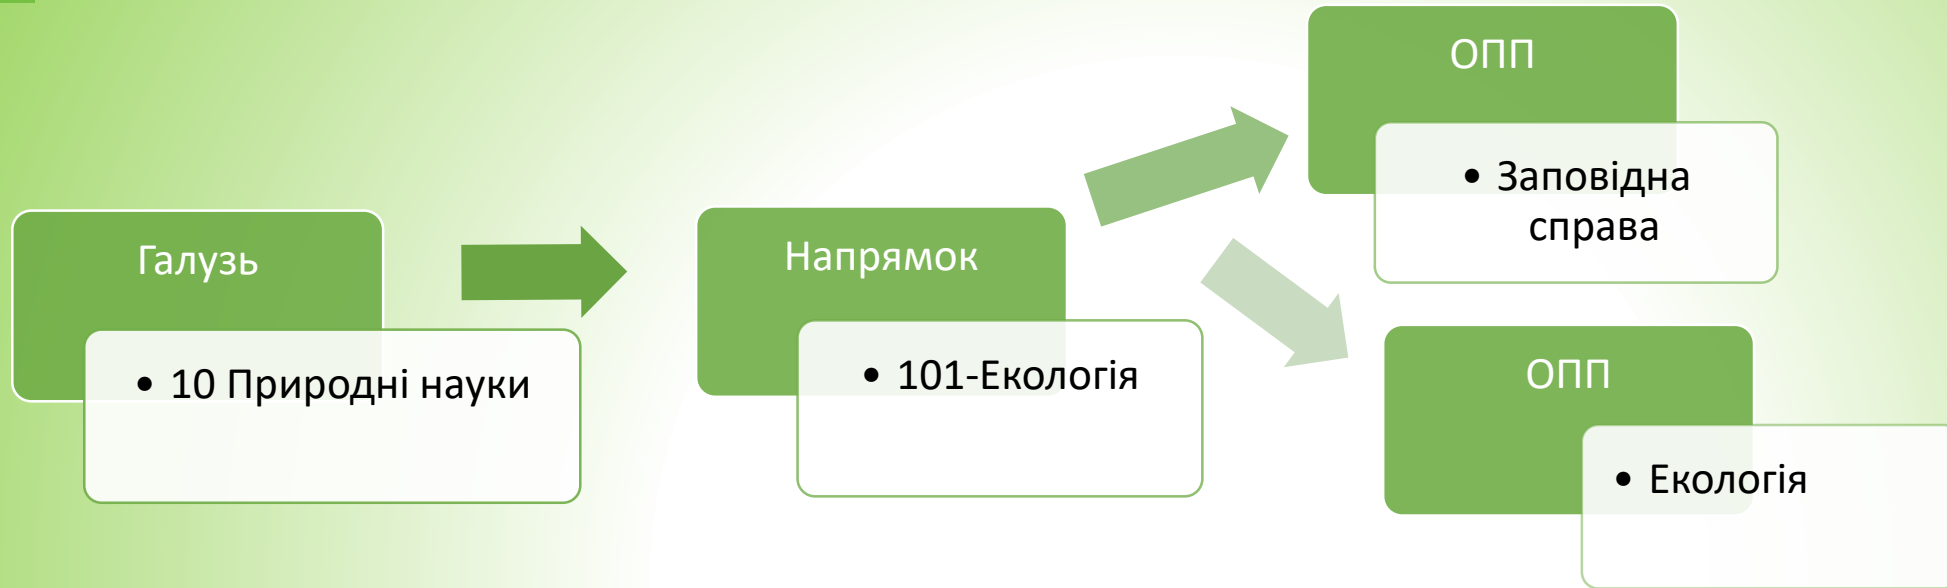 Галузь
• 10 Природні науки
Напрямок
• 101-Екологія
ОПП
• Заповідна
справа
ОПП
• Екологія